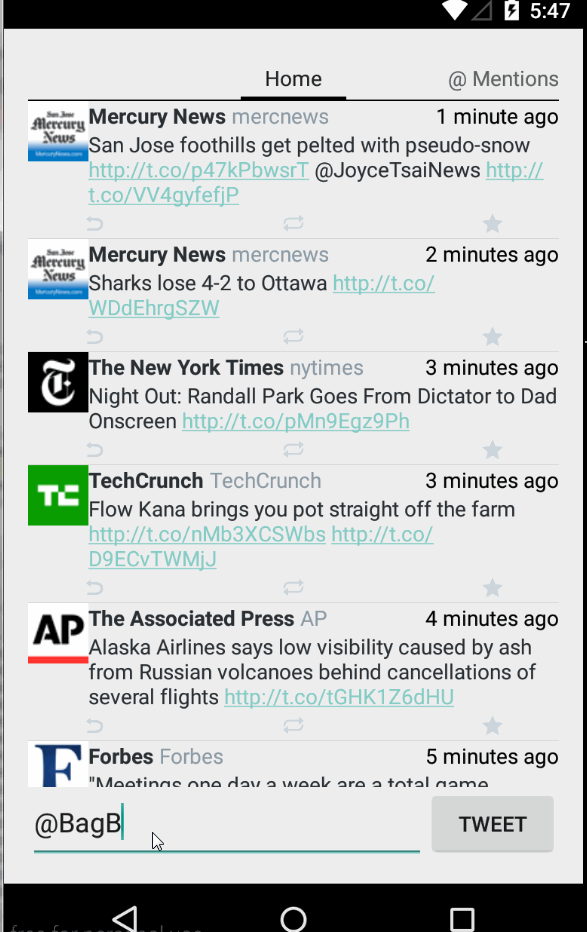 5:47
Home @ Mentions
San Jose
Mercury
News
MercuryNews.com
Mercury News mercnews 1 minute ago
San Jose foothills get pelted with pseudo-snow
http://t.co/p47kPbwsrT @JoyceTsaiNews http://
t.co/VV4gyfefjP
San Jose
Mercury
News
MercuryNews.com
Mercury News mercnews 2 minutes ago
Sharks lose 4-2 to Ottawa http://t.co/
WDdEhrgSZW
T
The New York Times nytimes 3 minutes ago
Night Out: Randall Park Goes From Dictator to Dad
Onscreen http://t.co/pMn9Egz9Ph
TC
TechCrunch TechCrunch 3 minutes ago
Flow Kana brings you pot straight off the farm
http://t.co/nMb3XCSWbs http://t.co/
D9ECvTWMjJ
AP
The Associated Press AP 4 minutes ago
Alaska Airlines says low visibility caused by ash
from Russian volcanoes behind cancellations of
several flights http://t.co/tGHK1Z6dHU
F
Forbes Forbes 5 minutes ago
"Meetings one day a week are a total game
@BagB TWEET
free for personal use